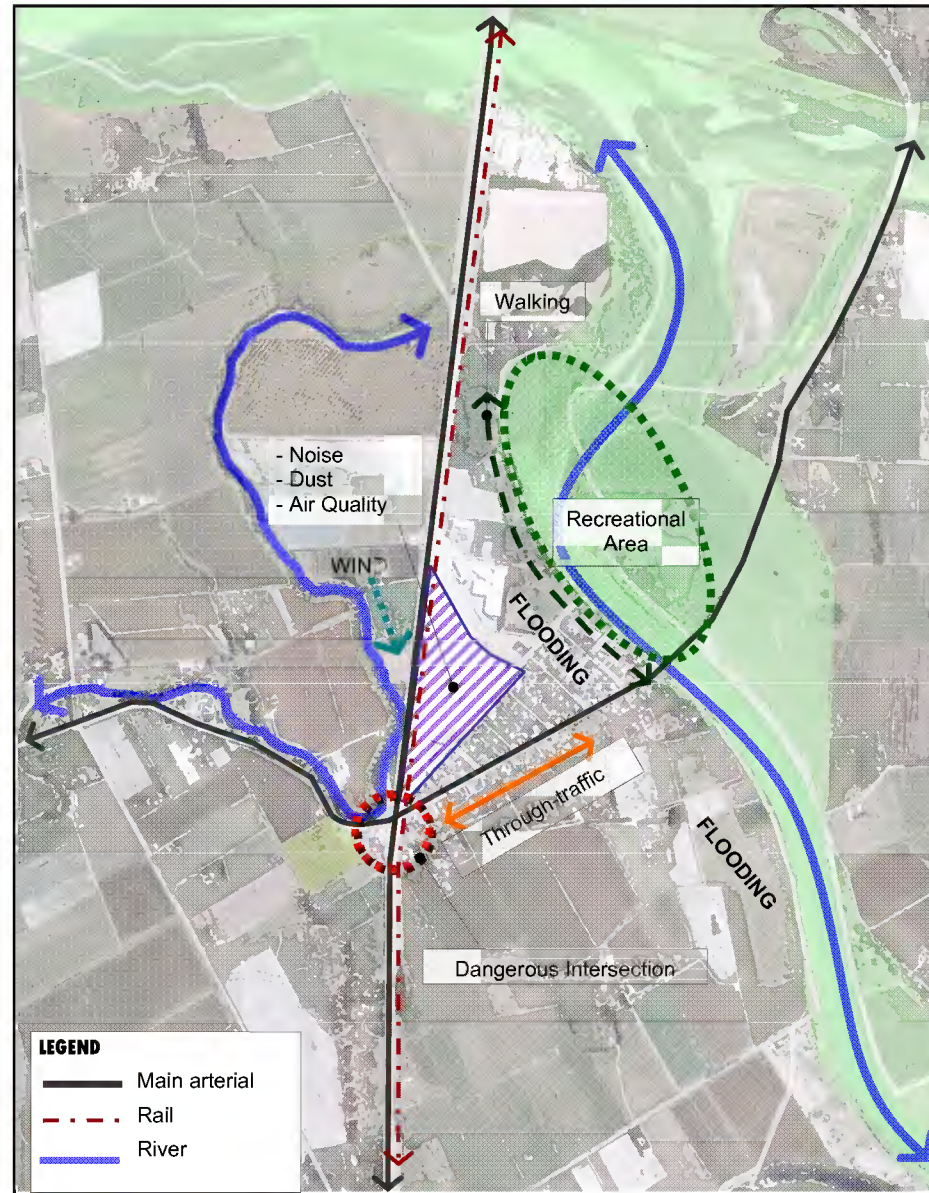 Walking
- Noise
- Dust
- Air Quality
Recreational
Area
WIND
FLOODING
Through-traffic
FLOODING
Dangerous Intersection
LEGEND
Main arterial
Rail
River